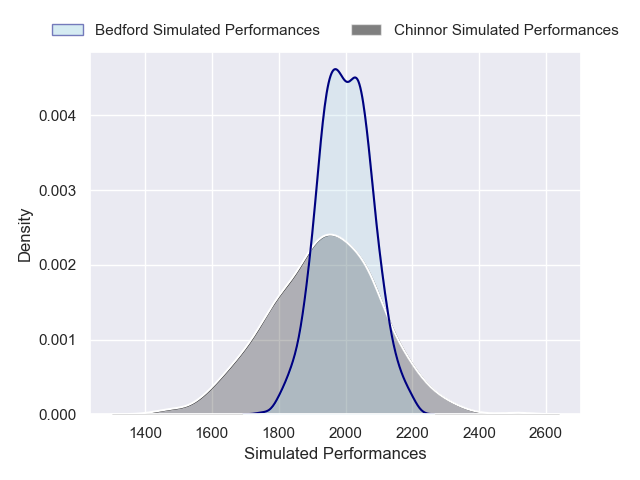 Bedford Simulated Performances Chinnor Simulated Performances
0.004
0.003
0.002
0.001
0.000
Density
1400 1600 1800 2000 2200 2400 2600
Simulated Performances